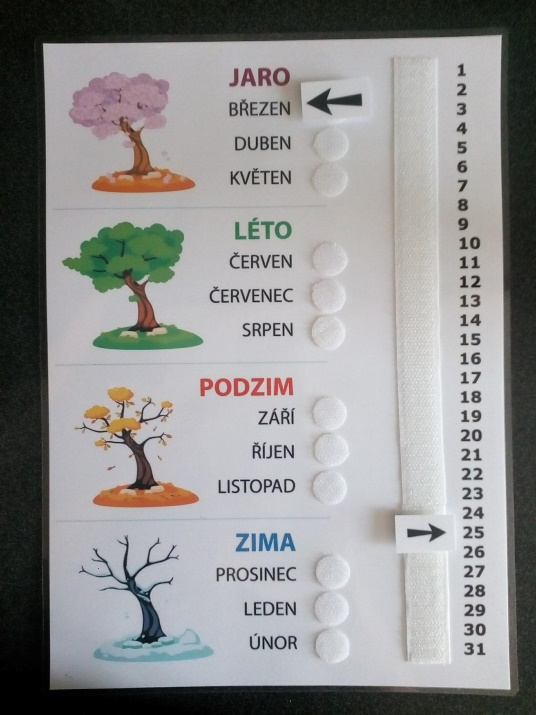 JARO
BŘEZEN
DUBEN
KVĚTEN
LÉTO
ČERVEN
ČERVENEC
SRPEN
PODZIM
ZÁŘÍ
ŘÍJEN
LISTOPAD
ZIMA
PROSINEC
LEDEN
ÚNOR
1
2
3
4
5
6
7
8
9
10
11
12
13
14
15
16
17
18
19
20
21
22
23
24
25
26
27
28
29
30
31